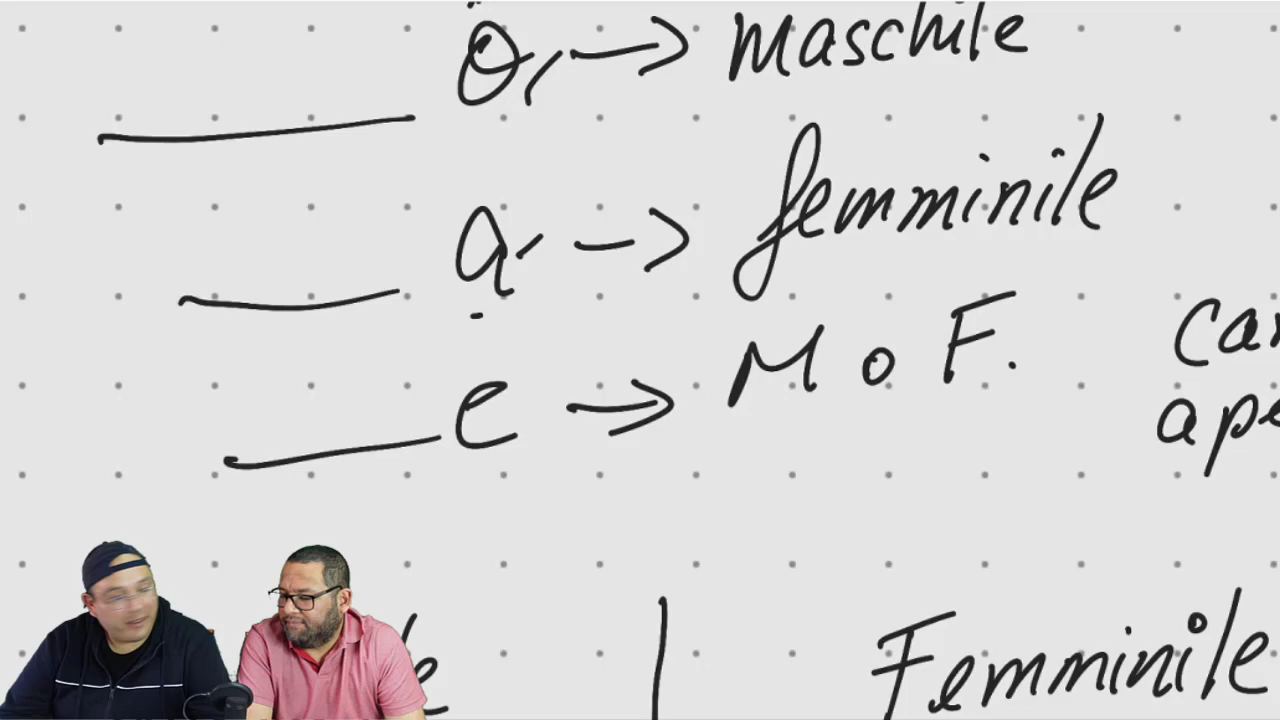 o, → maschile
a, → femminile
e → M o F.
Femminile